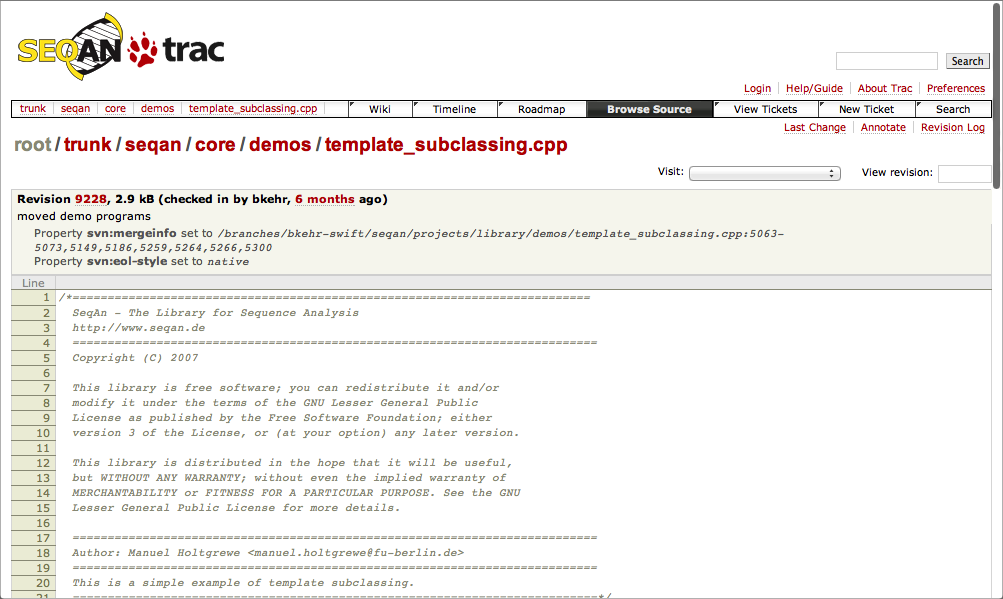 SEQAN trac
Search
Login Help/Guide About Trac Preferences
trunk seqan core demos template_subclassing.cpp Wiki Timeline Roadmap Browse Source View Tickets New Ticket Search
Last Change Annotate Revision Log
root/trunk/seqan/core/demos/template_subclassing.cpp
Visit: View revision:
Revision 9228, 2.9 kB (checked in by bkehr, 6 months ago)
moved demo programs
Property svn:mergeinfo set to /branches/bkehr-swift/seqan/projects/library/demos/template_subclassing.cpp:5063-
5073,5149,5186,5259,5264,5266,5300
Property svn:eol-style set to native
Line
1 /*==========================================================================
2 SeqAn - The Library for Sequence Analysis
3 http://www.seqan.de
4 ===========================================================================
5 Copyright (C) 2007
6
7 This library is free software; you can redistribute it and/or
8 modify it under the terms of the GNU Lesser General Public
9 License as published by the Free Software Foundation; either
10 version 3 of the License, or (at your option) any later version.
11
12 This library is distributed in the hope that it will be useful,
13 but WITHOUT ANY WARRANTY; without even the implied warranty of
14 MERCHANTABILITY or FITNESS FOR A PARTICULAR PURPOSE. See the GNU
15 Lesser General Public License for more details.
16
17 ===========================================================================
18 Author: Manuel Holtgrewe <manuel.holtgrewe@fu-berlin.de>
19 ===========================================================================
20 This is a simple example of template subclassing.
21 ===========================================================================*/